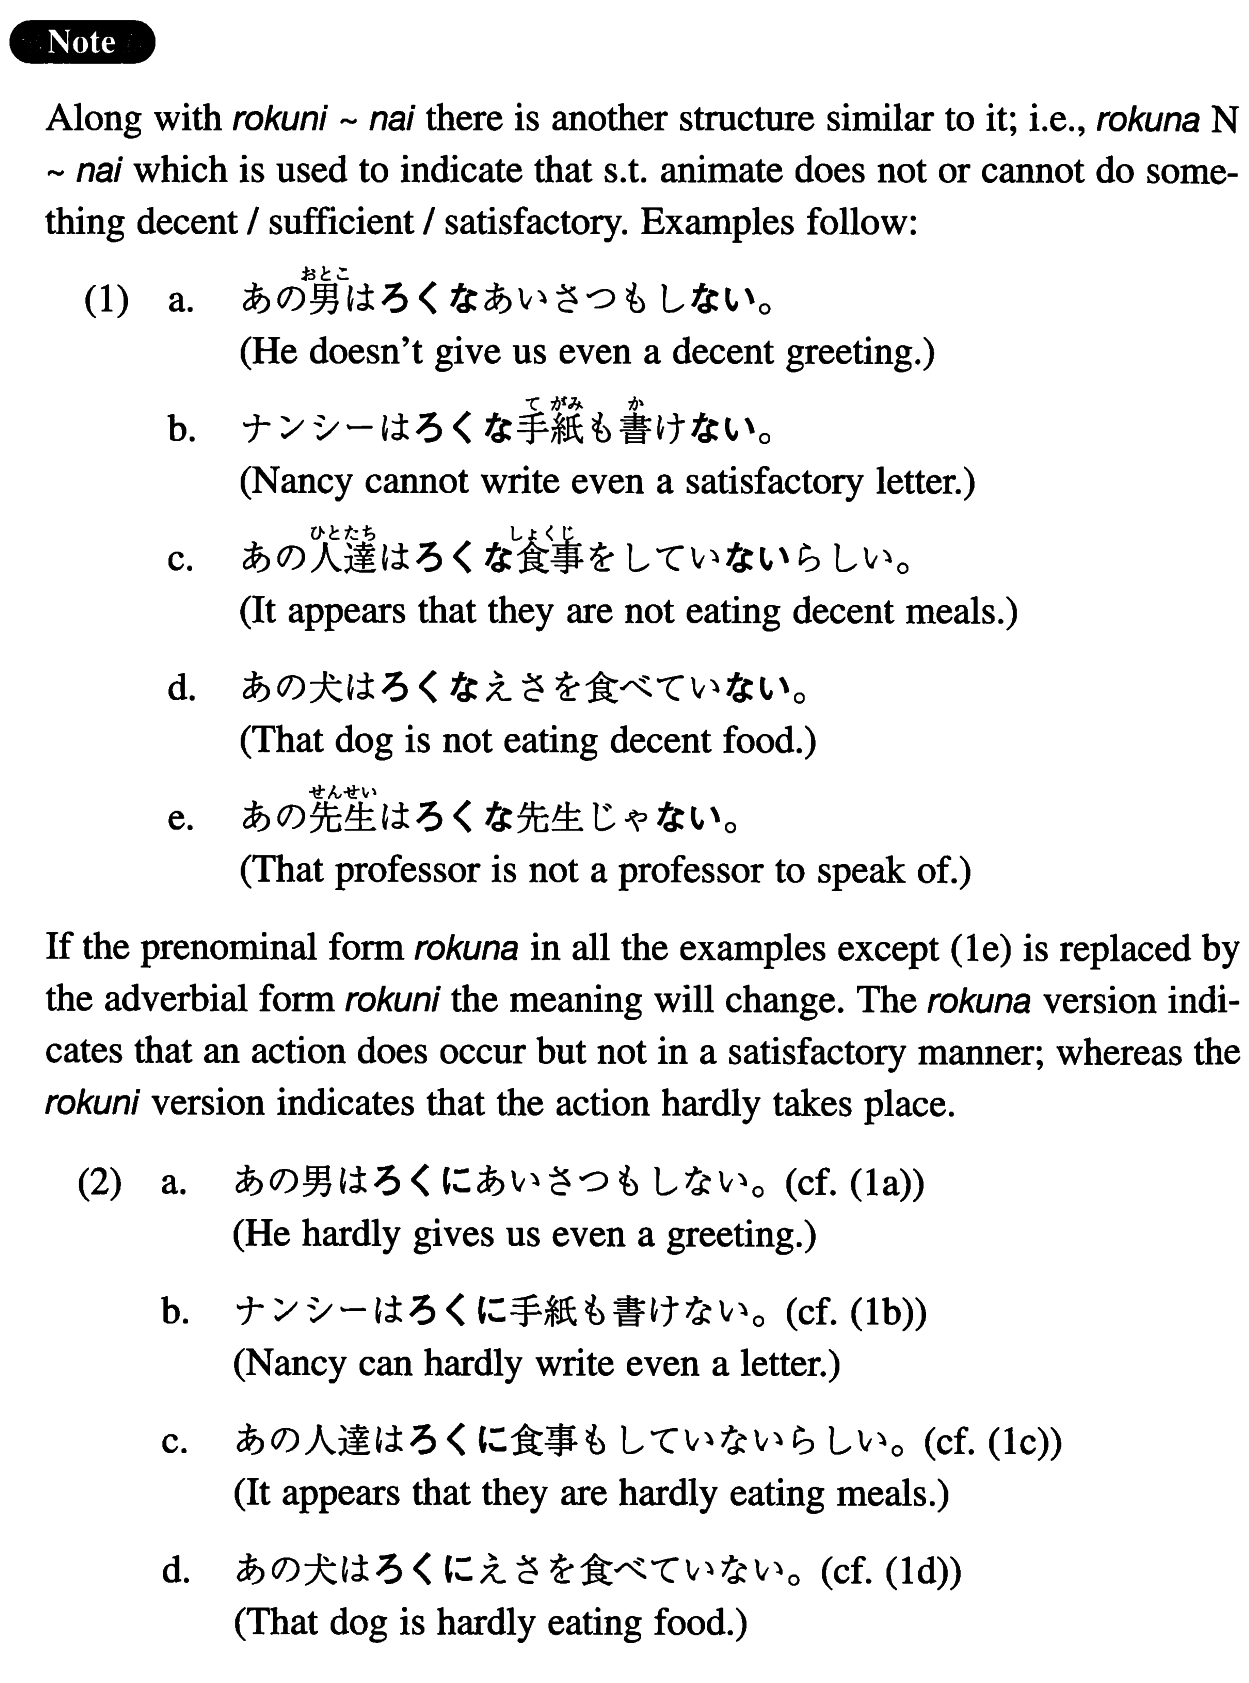 Note
Along with rokuni ~ nai there is another structure similar to it; i.e., rokuna N
~ nai which is used to indicate that s.t. animate does not or cannot do some-
thing decent / sufficient / satisfactory. Examples follow:
おとこ
(1) a. あの男はろくなあいさつもしない。
(He doesn't give us even a decent greeting.)
て がみ か
b. ナンシーはろくな手紙も書けない。
(Nancy cannot write even a satisfactory letter.)
ひとたち しょくじ
c. あの人達はろくな食事をしていないらしい。
(It appears that they are not eating decent meals.)
d. あの犬はろくなえさを食べていない。
(That dog is not eating decent food.)
せんせい
e. あの先生はろくな先生じゃない。
(That professor is not a professor to speak of.)
If the prenominal form rokuna in all the examples except (1e) is replaced by
the adverbial form rokuni the meaning will change. The rokuna version indi-
cates that an action does occur but not in a satisfactory manner; whereas the
rokuni version indicates that the action hardly takes place.
(2) a. あの男はろくにあいさつもしない。(cf. (1a))
(He hardly gives us even a greeting.)
b. ナンシーはろくに手紙も書けない。(cf. (1b))
(Nancy can hardly write even a letter.)
c. あの人達はろくに食事もしていないらしい。(cf. (1c))
(It appears that they are hardly eating meals.)
d. あの犬はろくにえさを食べていない。(cf. (1d))
(That dog is hardly eating food.)